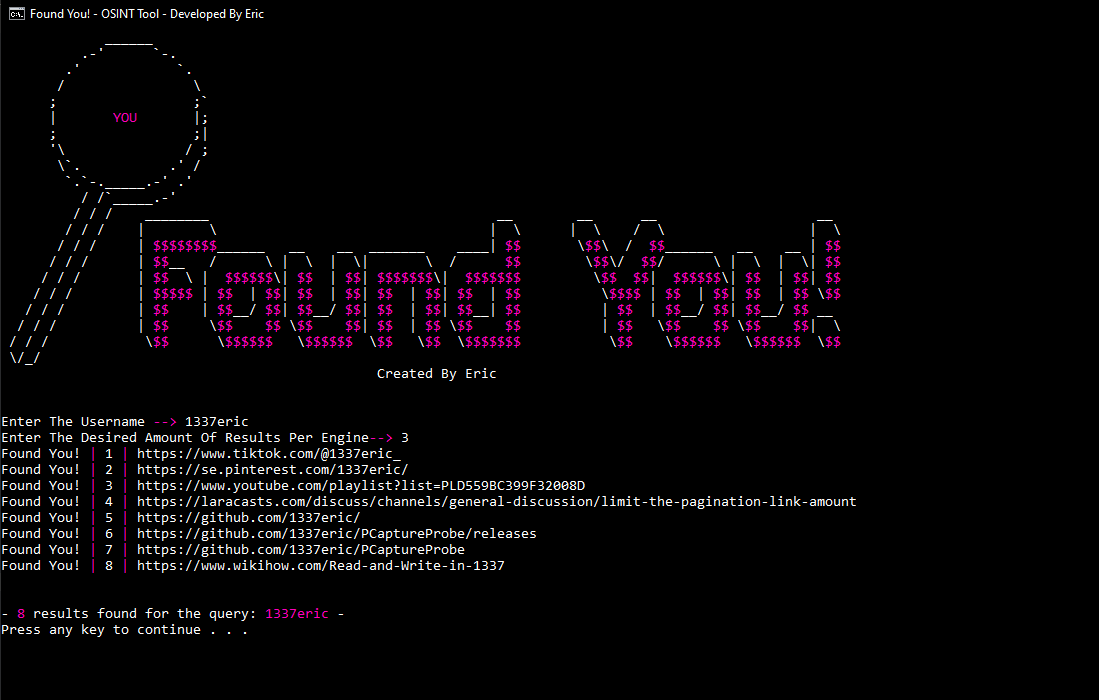 Found You! - OSINT Tool - Developed By Eric
YOU
Found You!
Created By Eric
Enter The Username --> 1337eric
Enter The Desired Amount Of Results Per Engine--> 3
Found You! | 1 | https://www.tiktok.com/@1337eric_
Found You! | 2 | https://se.pinterest.com/1337eric/
Found You! | 3 | https://www.youtube.com/playlist?list=PLD559BC399F32008D
Found You! | 4 | https://laracasts.com/discuss/channels/general-discussion/limit-the-pagination-link-amount
Found You! | 5 | https://github.com/1337eric/
Found You! | 6 | https://github.com/1337eric/PCaptureProbe/releases
Found You! | 7 | https://github.com/1337eric/PCaptureProbe
Found You! | 8 | https://www.wikihow.com/Read-and-Write-in-1337
- 8 results found for the query: 1337eric -
Press any key to continue . . .